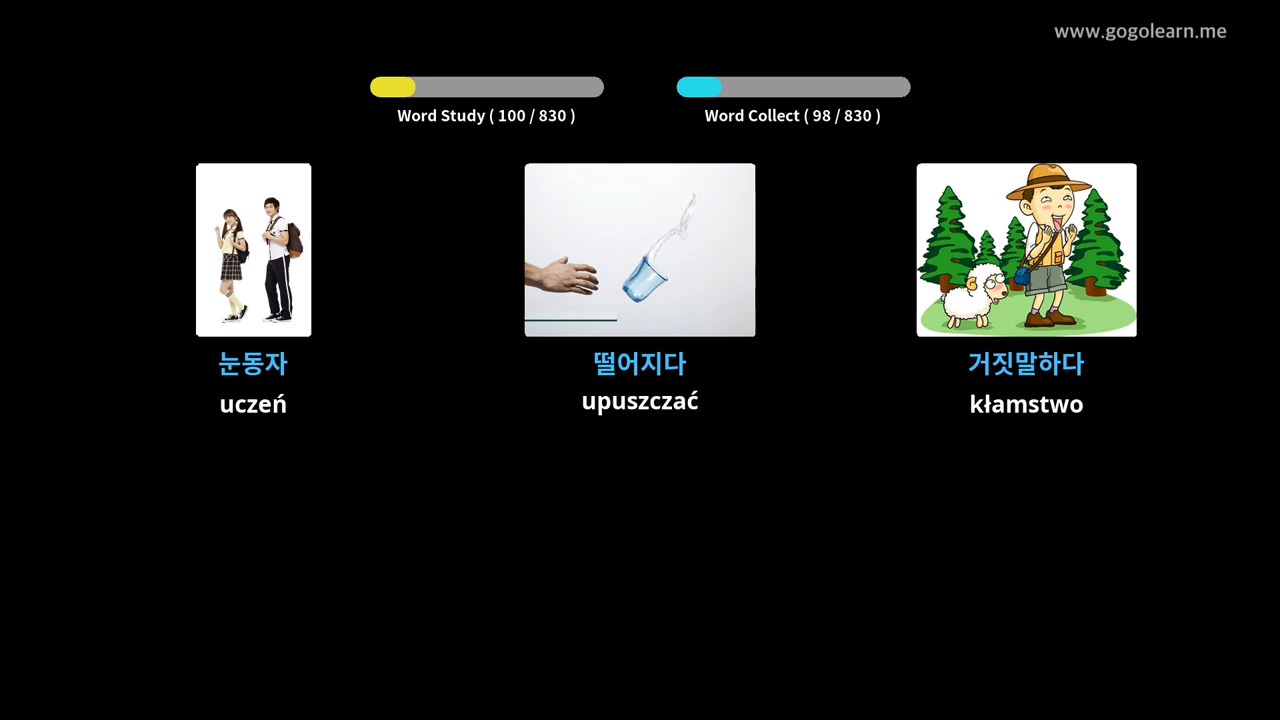 www.gogolearn.me
Word Study ( 100 / 830 )
Word Collect ( 98 / 830 )
눈동자
떨어지다
거짓말하다
uczeń
upuszczać
kłamstwo